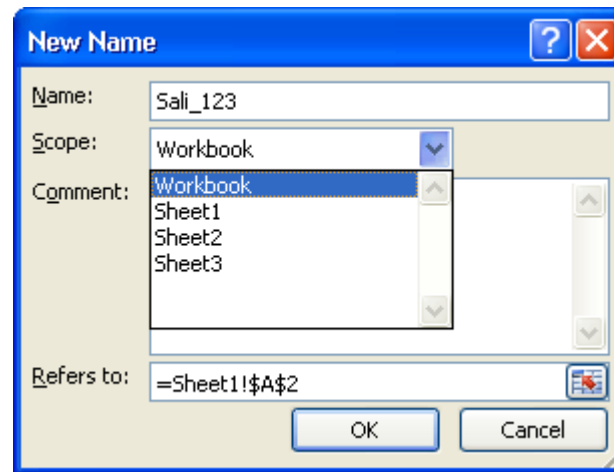 New Name
Name: Sali_123
Scope: Workbook
Comment: Workbook
Sheet1
Sheet2
Sheet3
Refers to: =Sheet1!$A$2
OK Cancel